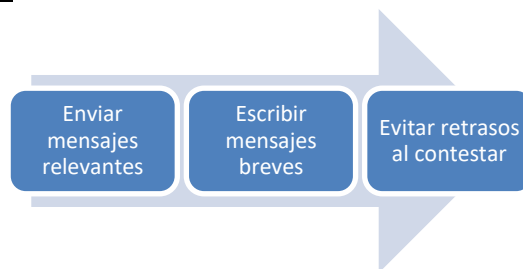 Enviar
mensajes
relevantes
Escribir
mensajes
breves
Evitar retrasos
al contestar